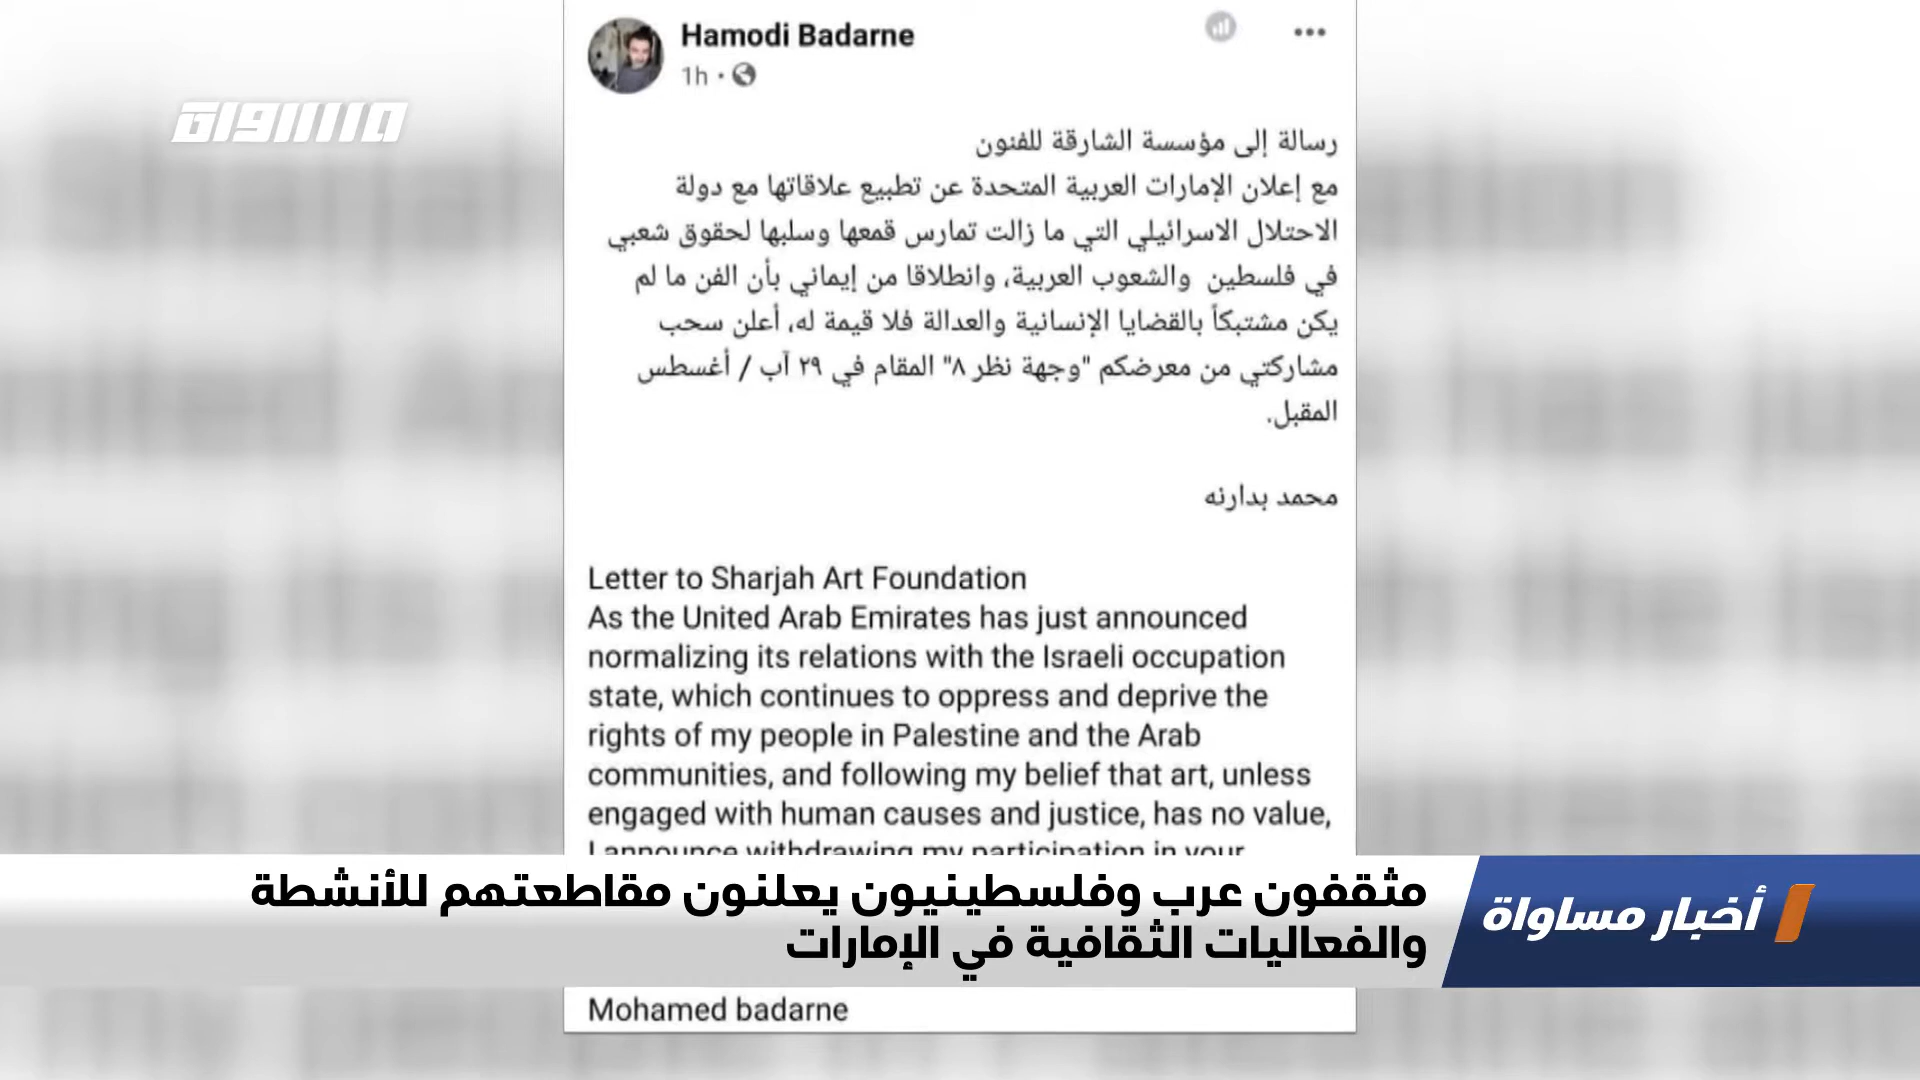 مساواة
Hamodi Badarne
1h
رسالة إلى مؤسسة الشارقة للفنون
مع إعلان الإمارات العربية المتحدة عن تطبيع علاقاتها مع دولة
الاحتلال الاسرائيلي التي ما زالت تمارس قمعها وسلبها لحقوق شعبي
في فلسطين والشعوب العربية، وانطلاقا من إيماني بأن الفن ما لم
يكن مشتبكاً بالقضايا الإنسانية والعدالة فلا قيمة له، أعلن سحب
مشاركتي من معرضكم "وجهة نظر ٨" المقام في ٢٩ آب / أغسطس
المقبل.
محمد بدارنه
Letter to Sharjah Art Foundation
As the United Arab Emirates has just announced
normalizing its relations with the Israeli occupation
state, which continues to oppress and deprive the
rights of my people in Palestine and the Arab
communities, and following my belief that art, unless
engaged with human causes and justice, has no value,
I announce withdrawing my participation in your
أخبار مساواة
مثقفون عرب وفلسطينيون يعلنون مقاطعتهم للأنشطة
والفعاليات الثقافية في الإمارات
Mohamed badarne